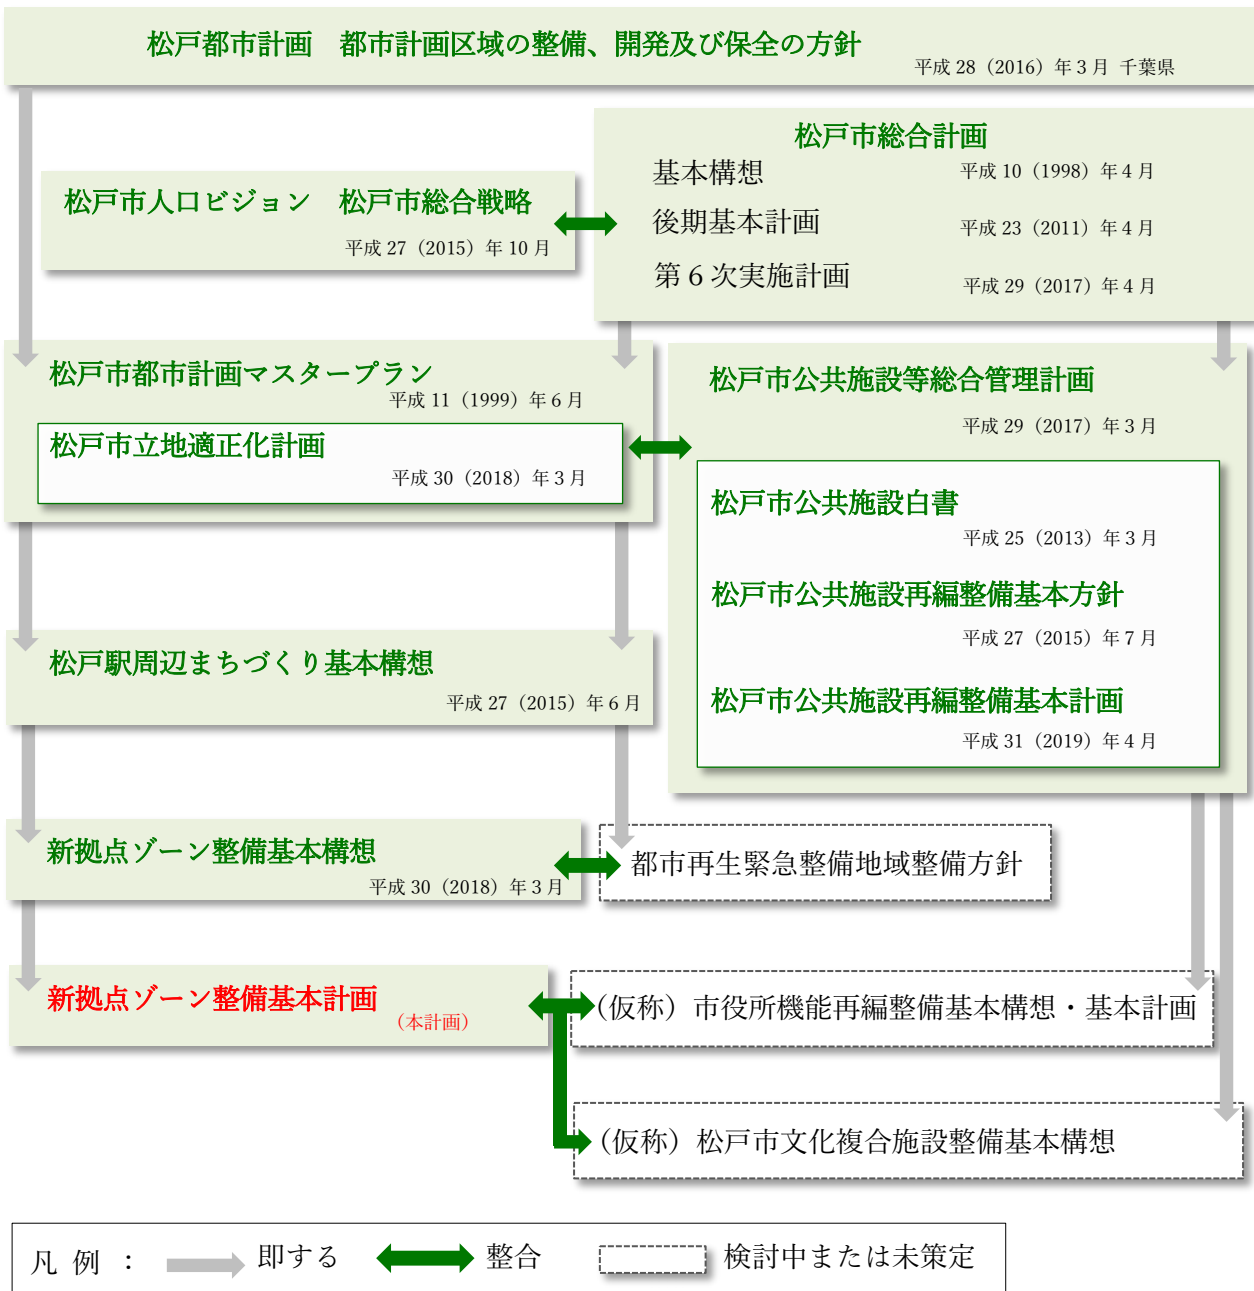 松戸都市計画　都市計画区域の整備、開発及び保全の方針
平成 28（2016）年 3 月 千葉県
松戸市総合計画
基本構想
平成 10（1998）年 4 月
後期基本計画
平成 23（2011）年 4 月
第 6 次実施計画
平成 29（2017）年 4 月
松戸市人口ビジョン　松戸市総合戦略
平成 27（2015）年 10 月
松戸市都市計画マスタープラン
平成 11（1999）年 6 月
松戸市立地適正化計画
平成 30（2018）年 3 月
松戸市公共施設等総合管理計画
平成 29（2017）年 3 月
松戸市公共施設白書
平成 25（2013）年 3 月
松戸市公共施設再編整備基本方針
平成 27（2015）年 7 月
松戸市公共施設再編整備基本計画
平成 31（2019）年 4 月
松戸駅周辺まちづくり基本構想
平成 27（2015）年 6 月
新拠点ゾーン整備基本構想
平成 30（2018）年 3 月
都市再生緊急整備地域整備方針
新拠点ゾーン整備基本計画
（本計画）
（仮称）市役所機能再編整備基本構想・基本計画
（仮称）松戸市文化複合施設整備基本構想
凡 例 ： 即する 整合 検討中または未策定